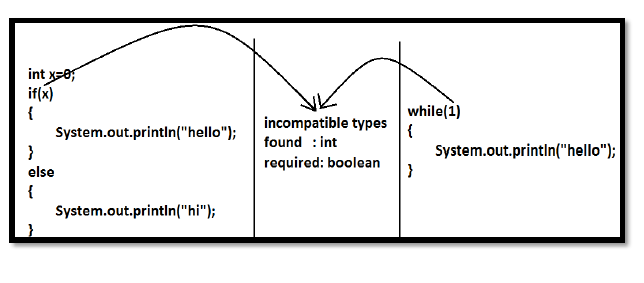 int x=0;
if(x)
{
System.out.println("hello");
}
else
{
System.out.println("hi");
}
incompatible types
found : int
required: boolean
while(1)
{
System.out.println("hello");
}